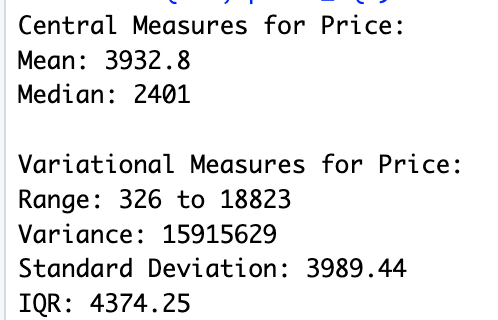 Central Measures for Price:
Mean: 3932.8
Median: 2401
Variational Measures for Price:
Range: 326 to 18823
Variance: 15915629
Standard Deviation: 3989.44
IQR: 4374.25